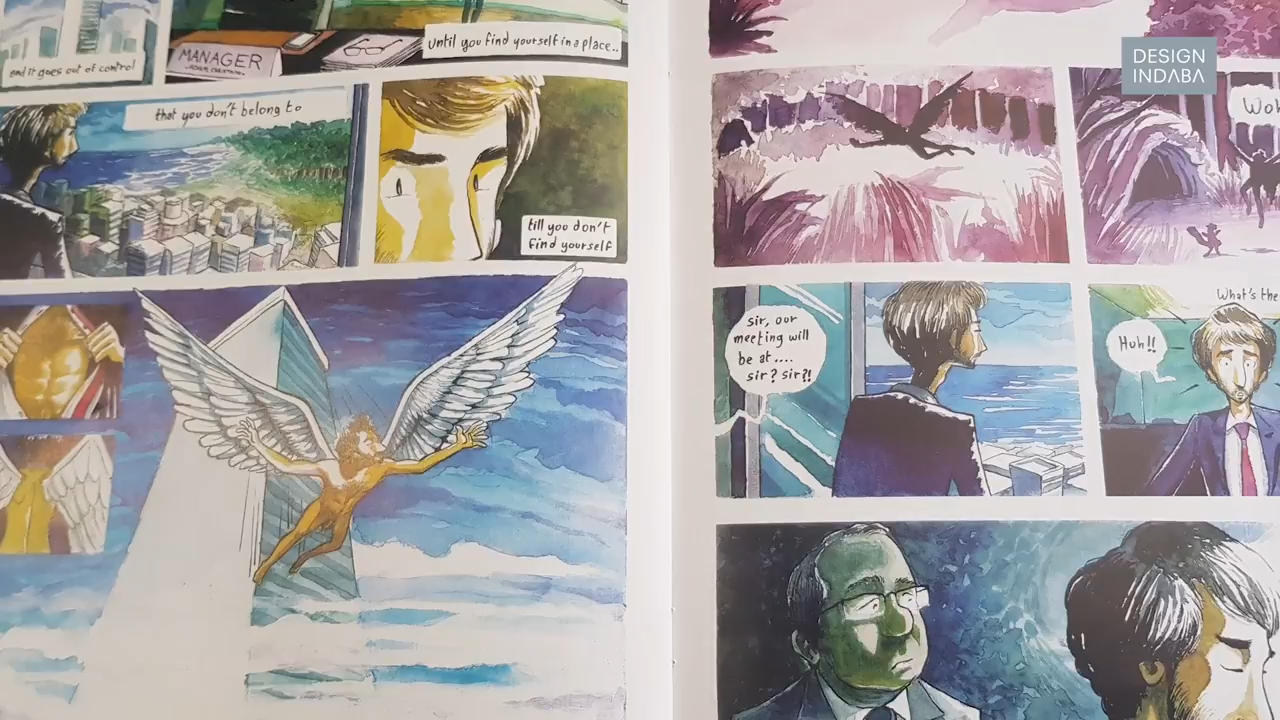 and it goes out of control
MANAGER
Until you find yourself in a place..
that you don't belong to
till you don't
find yourself
DESIGN
INDABA
Woh
sir, our
meeting will
be at....
sir? sir?!
What's the
Huh!!